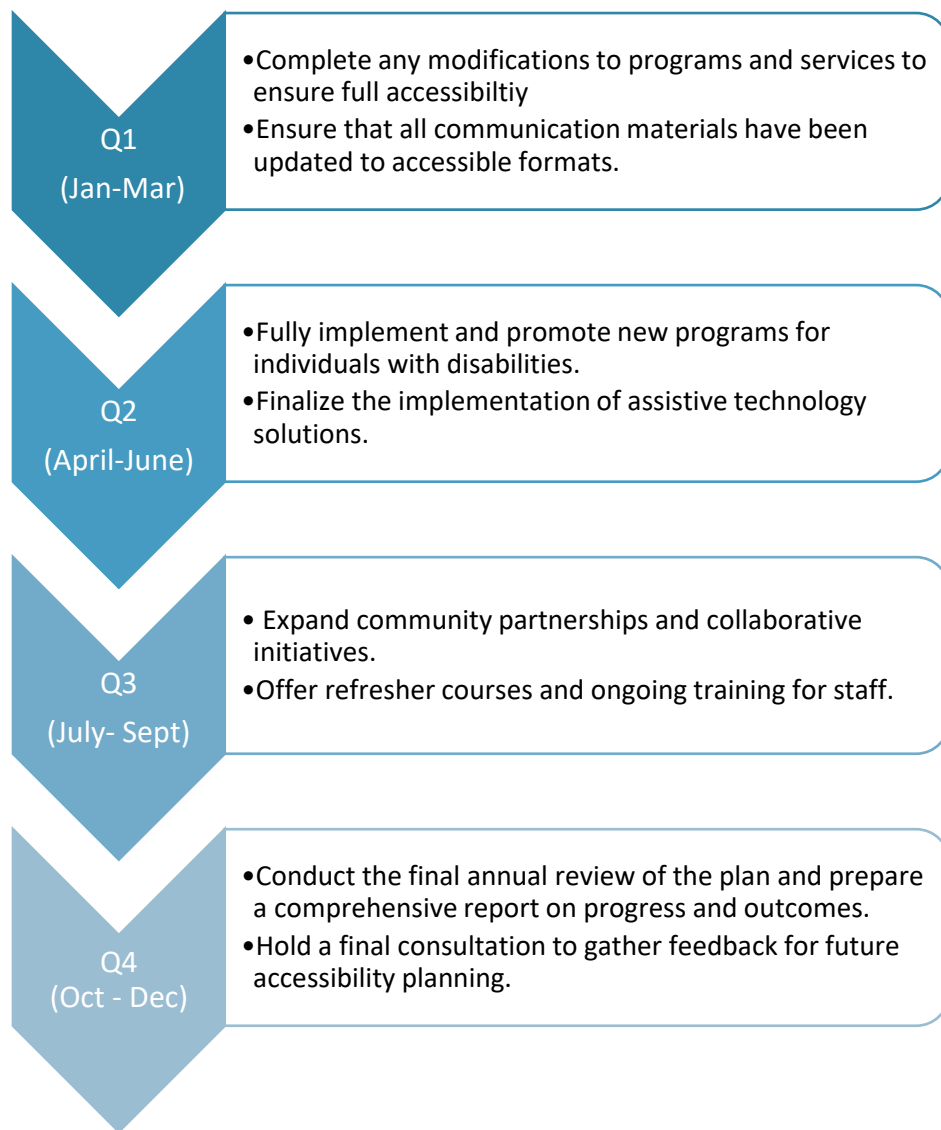 Q1
(Jan-Mar)
•Complete any modifications to programs and services to
ensure full accessibiltiy
•Ensure that all communication materials have been
updated to accessible formats.
Q2
(April-June)
•Fully implement and promote new programs for
individuals with disabilities.
•Finalize the implementation of assistive technology
solutions.
Q3
(July- Sept)
• Expand community partnerships and collaborative
initiatives.
•Offer refresher courses and ongoing training for staff.
Q4
(Oct - Dec)
•Conduct the final annual review of the plan and prepare
a comprehensive report on progress and outcomes.
•Hold a final consultation to gather feedback for future
accessibility planning.